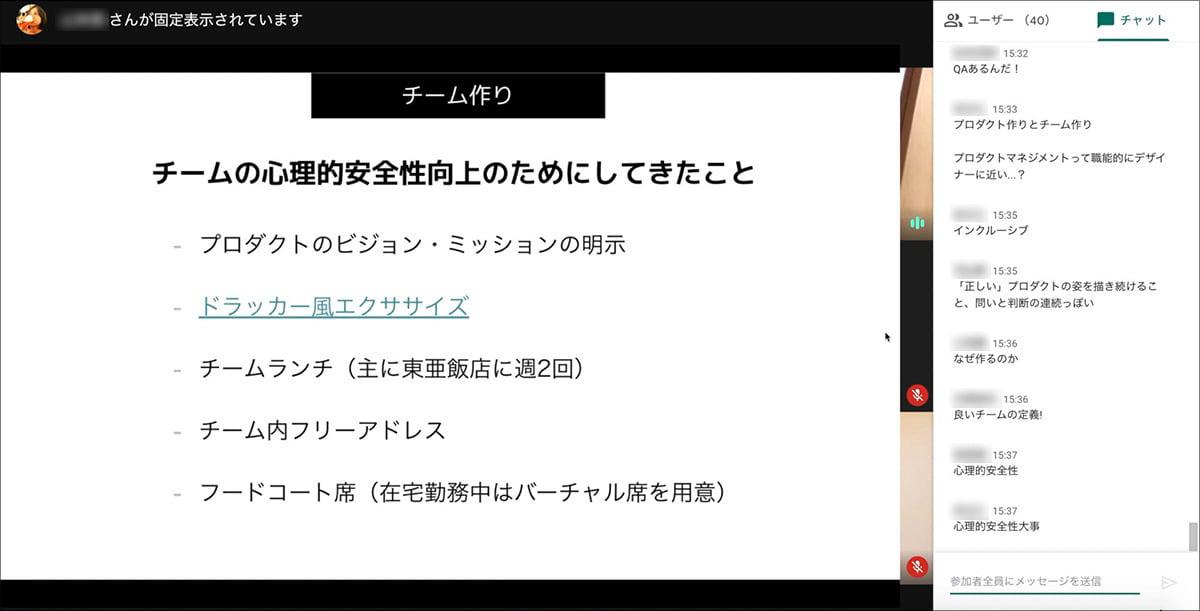 さんが固定表示されています
チーム作り
チームの心理的安全性向上のためにしてきたこと
- プロダクトのビジョン・ミッションの明示
- ドラッカー風エクササイズ
- チームランチ（主に東亜飯店に週2回）
- チーム内フリーアドレス
- フードコート席（在宅勤務中はバーチャル席を用意）
ユーザー （40）
チャット
15:32
QAあるんだ！
15:33
プロダクト作りとチーム作り
プロダクトマネジメントって職能的にデザイ
ナーに近い...？
15:35
インクルーシブ
15:35
「正しい」プロダクトの姿を描き続けるこ
と、問いと判断の連続っぽい
15:36
なぜ作るのか
15:36
良いチームの定義!
15:37
心理的安全性
15:37
心理的安全性大事
参加者全員にメッセージを送信